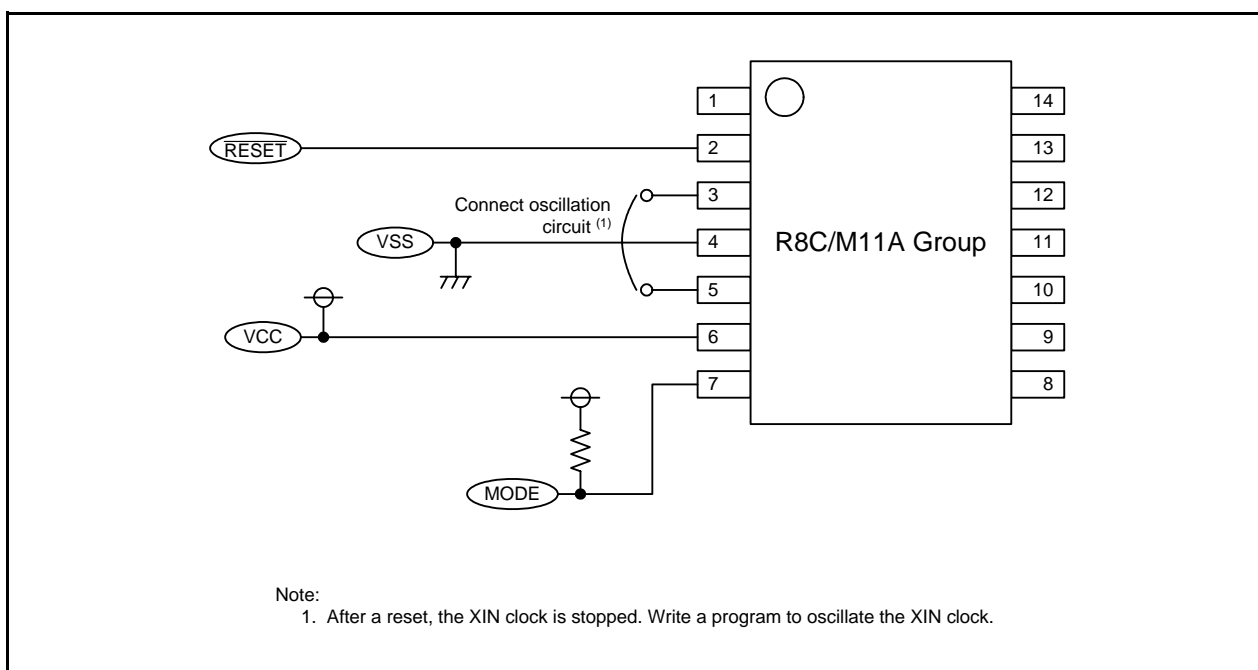 1 14
RESET 2 13
3 12
Connect oscillation
circuit (1)
VSS 4 R8C/M11A Group 11
5 10
VCC 6 9
7 8
MODE
Note:
1. After a reset, the XIN clock is stopped. Write a program to oscillate the XIN clock.